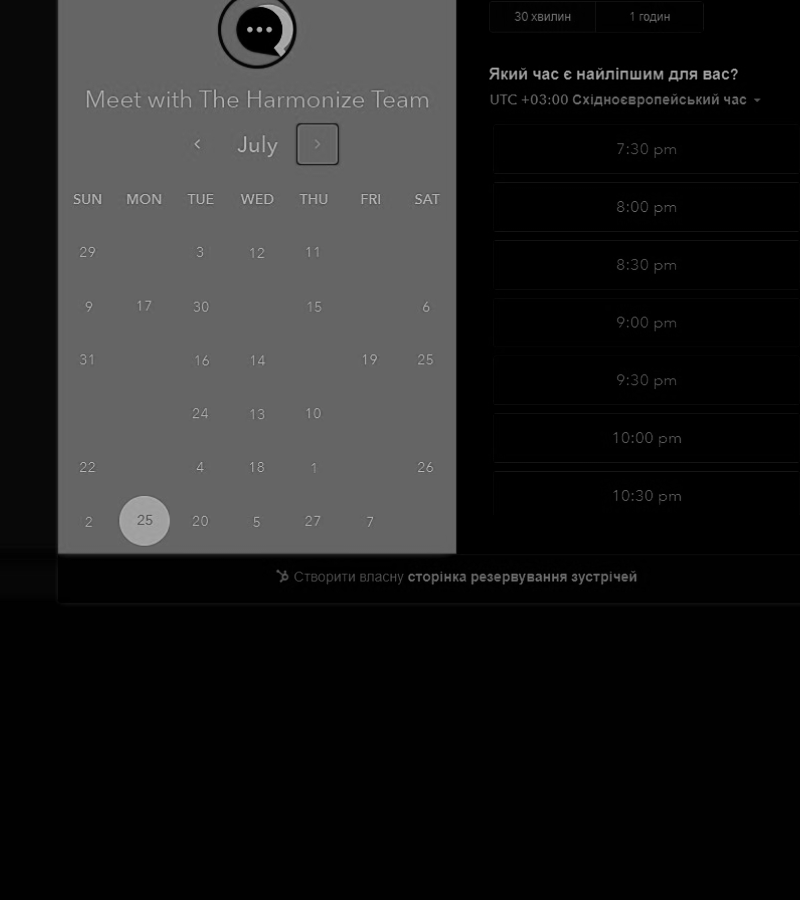 30 хвилин 1 годин
Meet with The Harmonize Team
July
SUN MON TUE WED THU FRI SAT
29 3 12 11
9 17 30 15 6
31 16 14 19 25
24 13 10
22 4 18 1 26
2 25 20 5 27 7
Який час є найліпшим для вас?
UTC +03:00 Східноєвропейський час
7:30 pm
8:00 pm
8:30 pm
9:00 pm
9:30 pm
10:00 pm
10:30 pm
Створити власну сторінка резервування зустрічей